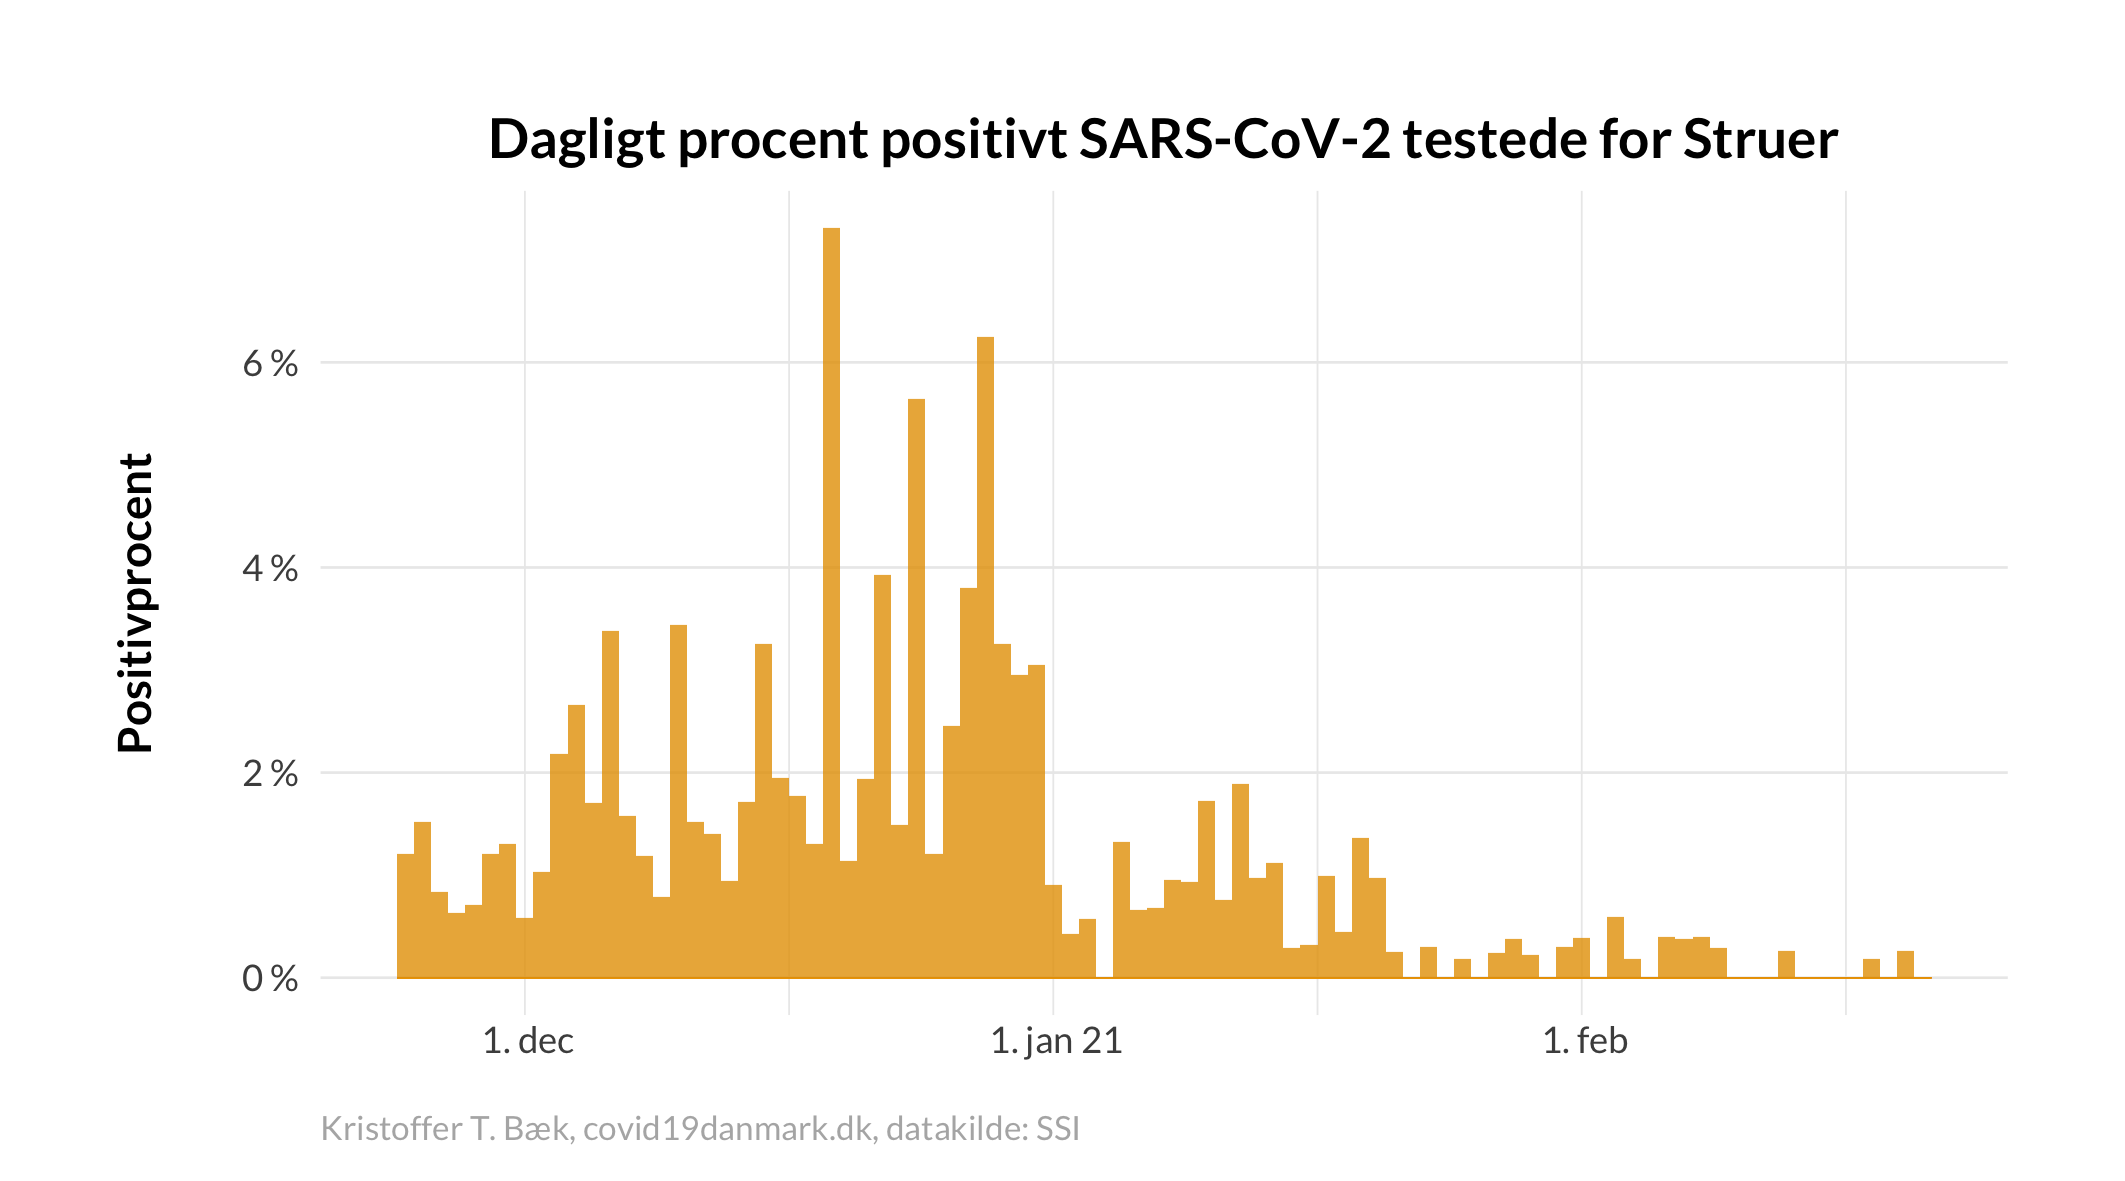 Dagligt procent positivt SARS-CoV-2 testede for Struer
Positivprocent
6 %
4 %
2 %
0 %
1. dec
1. jan 21
1. feb
Kristoffer T. Bæk, covid19danmark.dk, datakilde: SSI